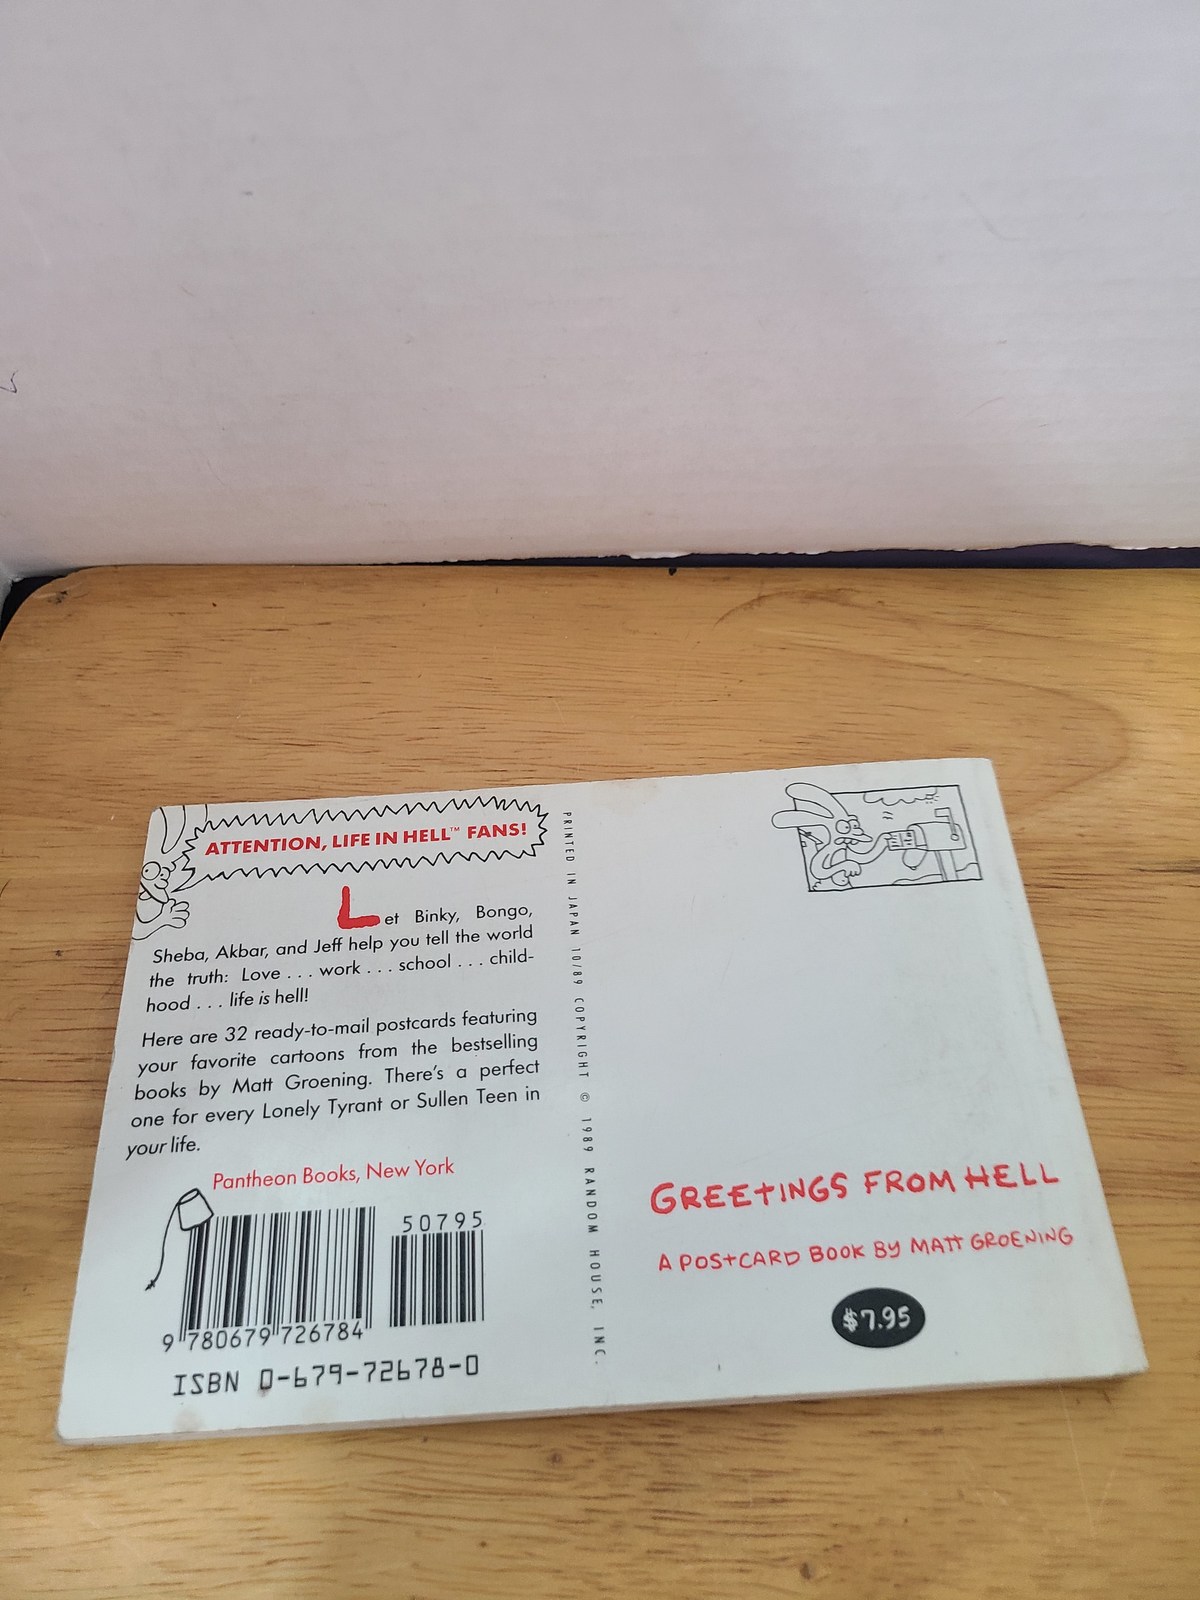 ATTENTION, LIFE IN HELL™ FANS!
Let Binky, Bongo,
Sheba, Akbar, and Jeff help you tell the world
the truth: Love . . . work . . . school . . . child-
hood . . . life is hell!
Here are 32 ready-to-mail postcards featuring
your favorite cartoons from the bestselling
books by Matt Groening. There's a perfect
one for every Lonely Tyrant or Sullen Teen in
your life.
Pantheon Books, New York
50795
9 780679 726784
ISBN 0-679-72678-0
PRINTED IN JAPAN 10/89 COPYRIGHT © 1989 RANDOM HOUSE, INC.
GREETINGS FROM HELL
A POSTCARD BOOK BY MATT GROENING
$7.95